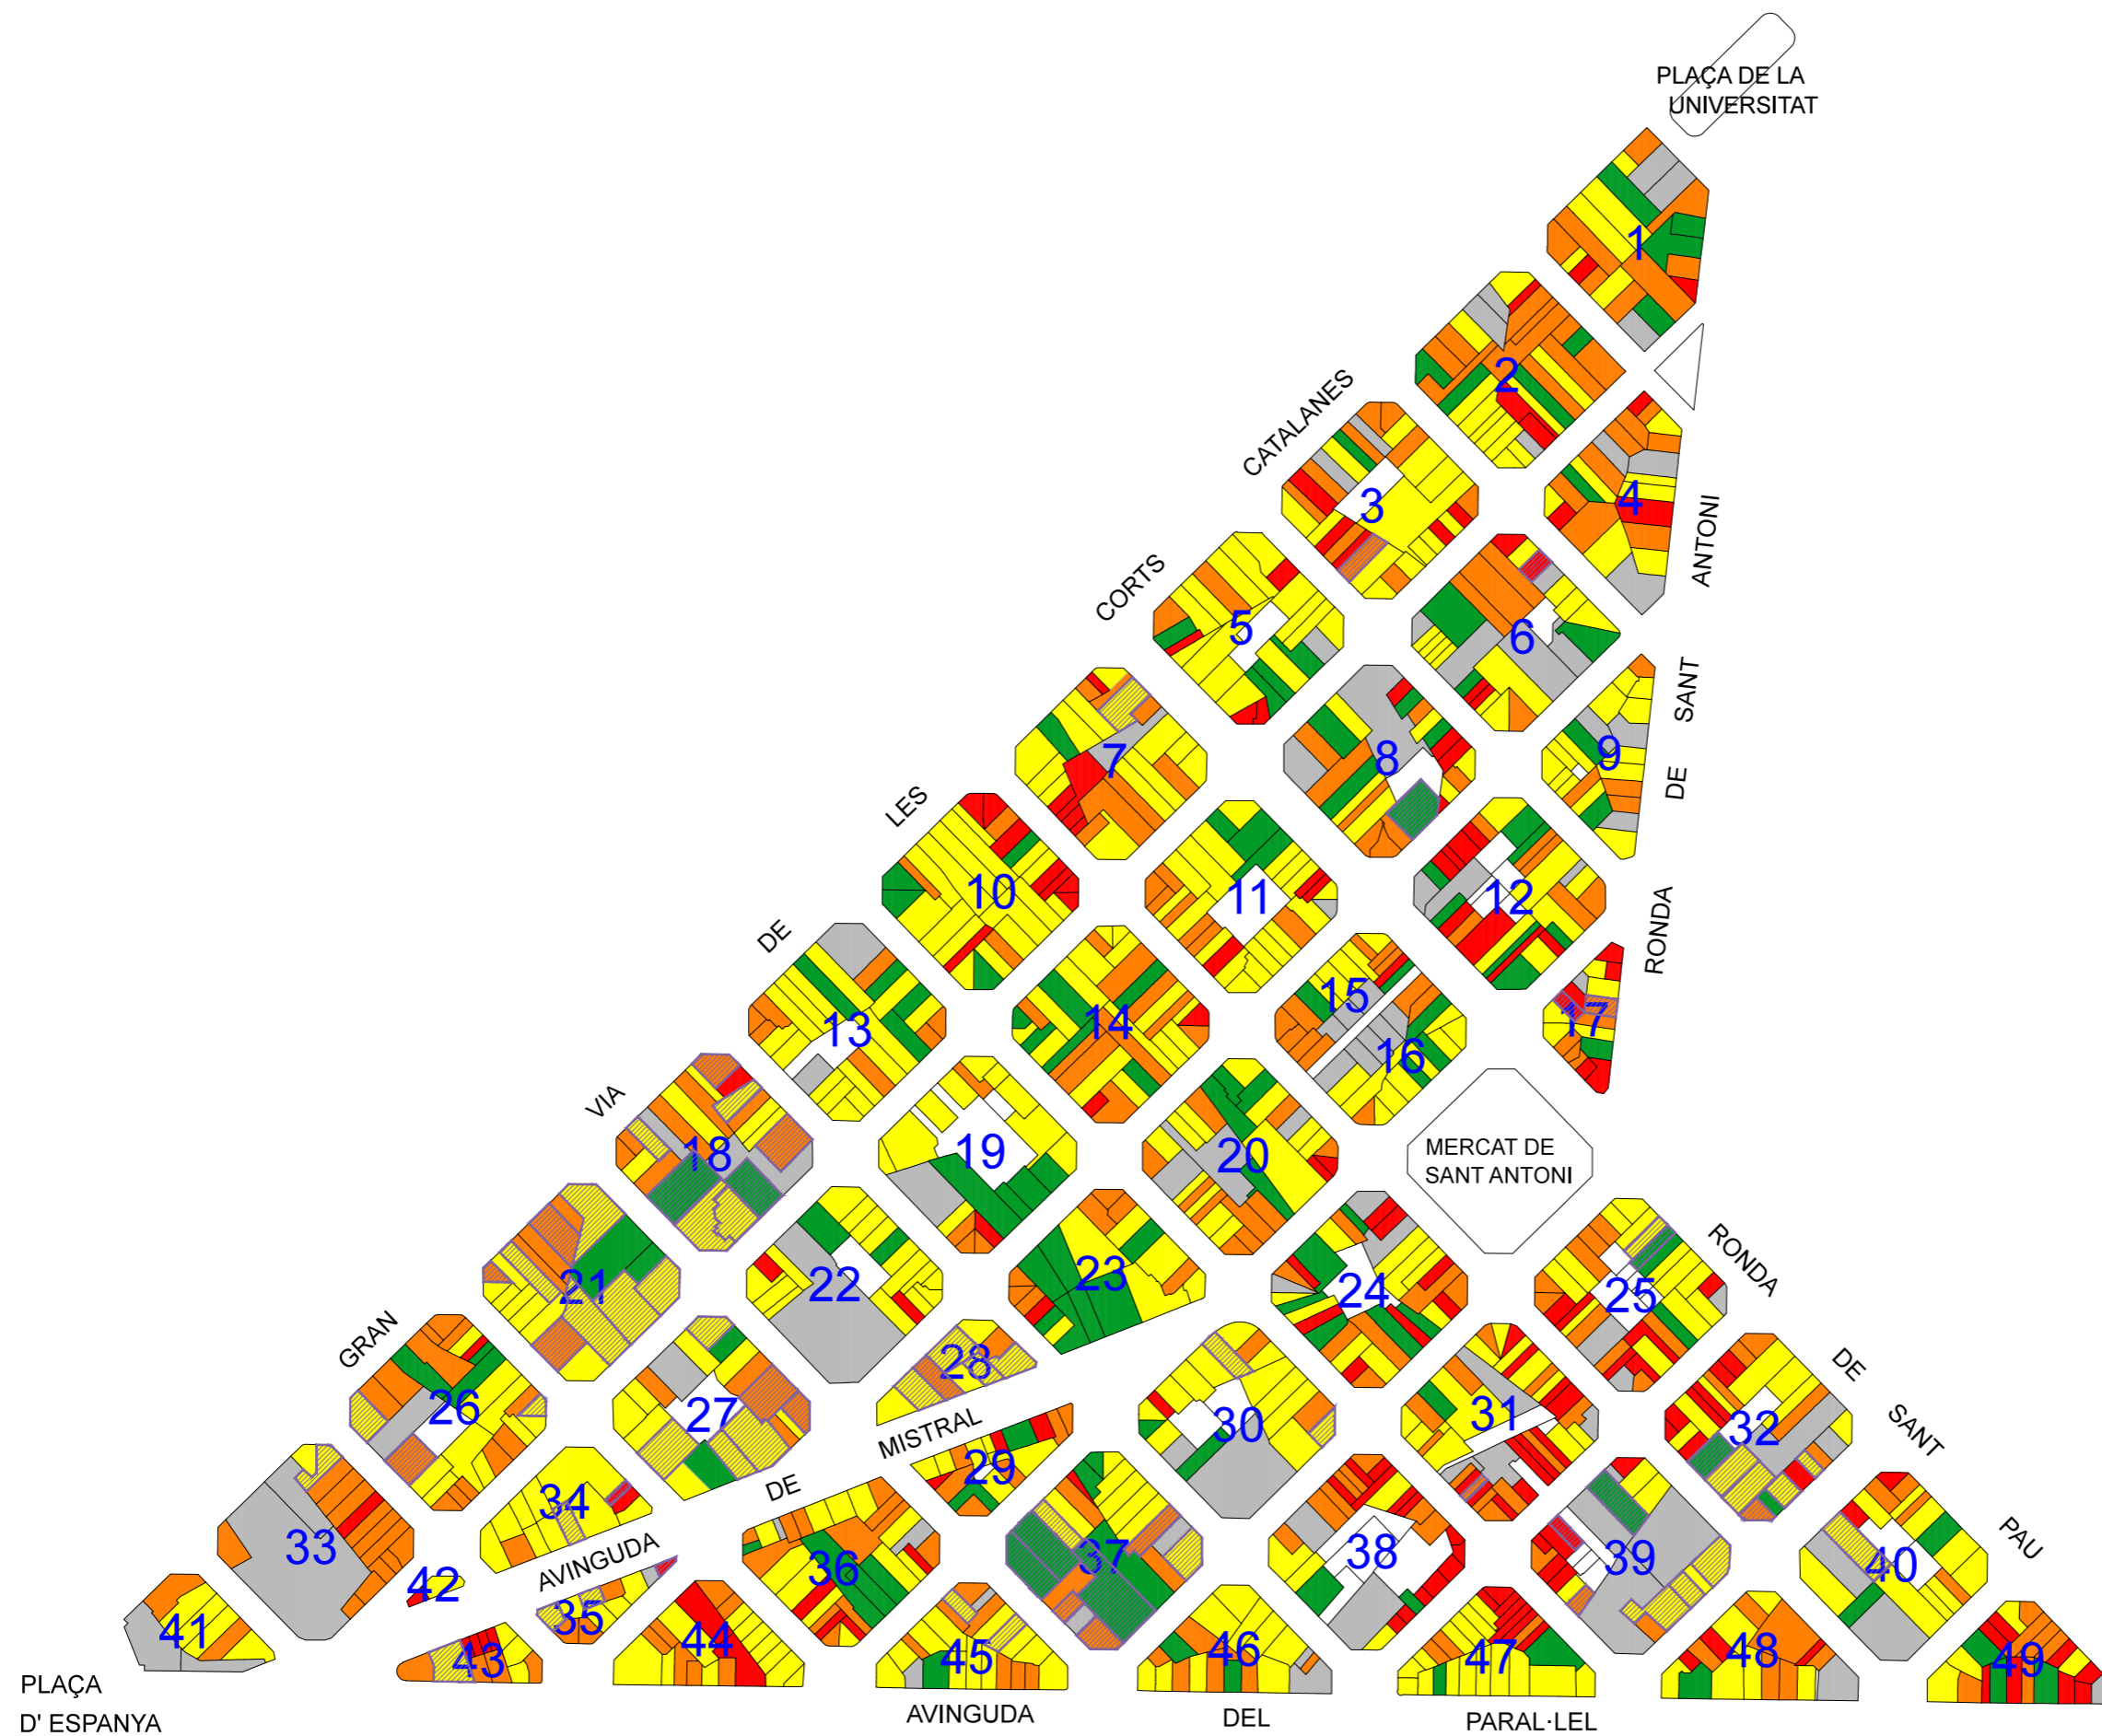 PLAÇA DE LA
UNIVERSITAT
1
2
CATALANES
3
4
ANTONI
CORTS
5
6
SANT
7
8
9
DE
LES
10
11
12
RONDA
DE
13
14
15
16
17
VIA
18
19
20
MERCAT DE
SANT ANTONI
21
22
23
24
25
RONDA
GRAN
26
27
28
MISTRAL
30
31
32
DE
SANT
33
34
DE
29
37
38
39
40
PAU
42
AVINGUDA
36
41
43
35
44
45
46
47
48
49
PLAÇA
D' ESPANYA
AVINGUDA
DEL
PARAL·LEL